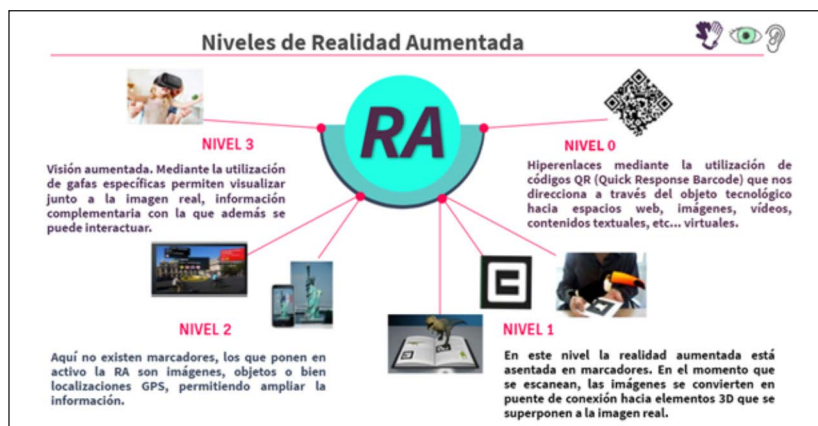 Niveles de Realidad Aumentada
RA
NIVEL 3
Visión aumentada. Mediante la utilización
de gafas específicas permiten visualizar
junto a la imagen real, información
complementaria con la que además se
puede interactuar.
NIVEL 0
Hiperenlaces mediante la utilización de
códigos QR (Quick Response Barcode) que nos
direcciona a través del objeto tecnológico
hacia espacios web, imágenes, vídeos,
contenidos textuales, etc... virtuales.
NIVEL 2
Aquí no existen marcadores, los que ponen en
activo la RA son imágenes, objetos o bien
localizaciones GPS, permitiendo ampliar la
información.
NIVEL 1
En este nivel la realidad aumentada está
asentada en marcadores. En el momento que
se escanean, las imágenes se convierten en
puente de conexión hacia elementos 3D que se
superponen a la imagen real.